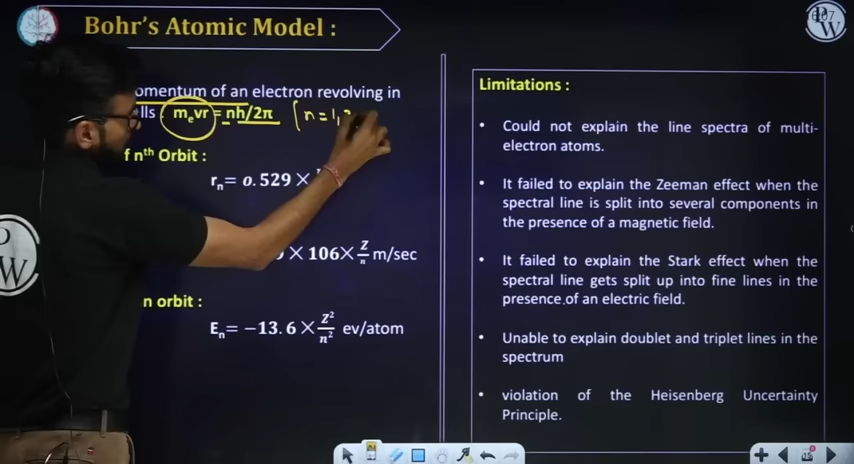 Bohr's Atomic Model :
omentum of an electron revolving in
mₑvr = nh/2π (n = 1,
f nᵗʰ Orbit :
rₙ= 0.529 ×
× 106× Z/n m/sec
n orbit :
Eₙ= −13.6 × Z²/n² ev/atom
Limitations :
• Could not explain the line spectra of multi-
electron atoms.
• It failed to explain the Zeeman effect when the
spectral line is split into several components in
the presence of a magnetic field.
• It failed to explain the Stark effect when the
spectral line gets split up into fine lines in the
presence of an electric field.
• Unable to explain doublet and triplet lines in the
spectrum
• violation of the Heisenberg Uncertainty
Principle.